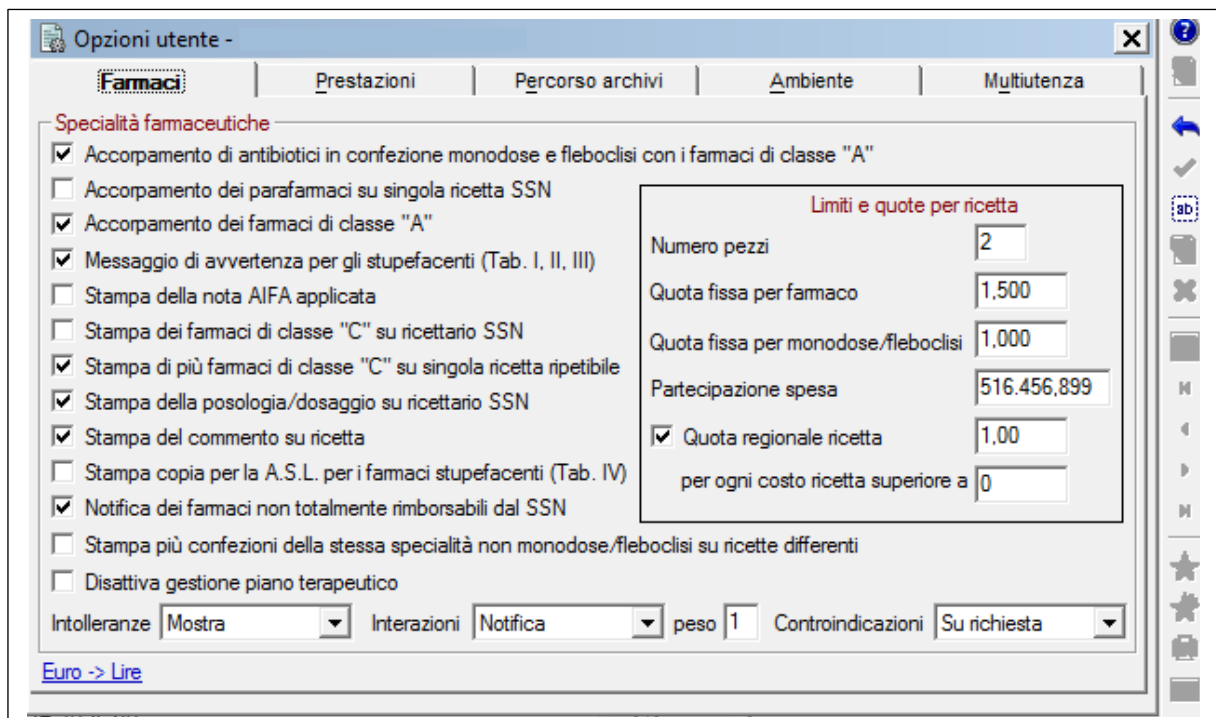 Opzioni utente -
Farmaci Prestazioni Percorso archivi Ambiente Multiutenza
Specialità farmaceutiche
Accorpamento di antibiotici in confezione monodose e fleboclisi con i farmaci di classe "A"
Accorpamento dei parafarmaci su singola ricetta SSN
Accorpamento dei farmaci di classe "A"
Messaggio di avvertenza per gli stupefacenti (Tab. I, II, III)
Stampa della nota AIFA applicata
Stampa dei farmaci di classe "C" su ricettario SSN
Stampa di più farmaci di classe "C" su singola ricetta ripetibile
Stampa della posologia/dosaggio su ricettario SSN
Stampa del commento su ricetta
Stampa copia per la A.S.L. per i farmaci stupefacenti (Tab. IV)
Notifica dei farmaci non totalmente rimborsabili dal SSN
Stampa più confezioni della stessa specialità non monodose/fleboclisi su ricette differenti
Disattiva gestione piano terapeutico
Limiti e quote per ricetta
Numero pezzi 2
Quota fissa per farmaco 1,500
Quota fissa per monodose/fleboclisi 1,000
Partecipazione spesa 516.456,899
Quota regionale ricetta 1,00
per ogni costo ricetta superiore a 0
Intolleranze Mostra Interazioni Notifica peso 1 Controindicazioni Su richiesta
Euro -> Lire
?
ab